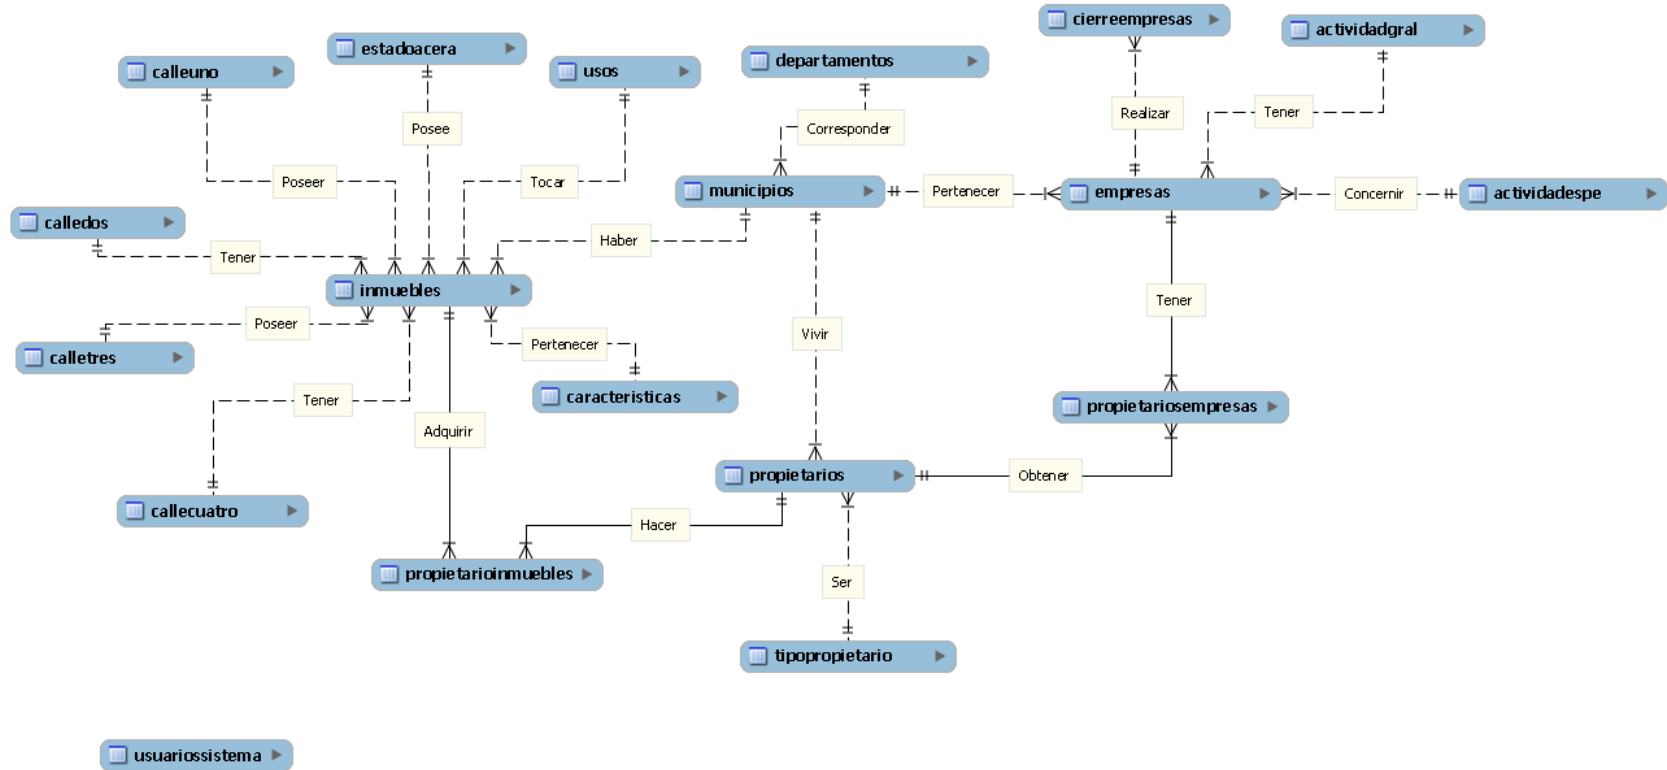 cierreempresas
actividadgral
estadoacera
departamentos
calleuno
usos
Realizar
Tener
Posee
Corresponder
Poseer
Tocar
municipios
Pertenecer
empresas
Concernir
actividadespe
calledos
Haber
Tener
inmuebles
Tener
Poseer
Vivir
Pertenecer
calletres
caracteristicas
Tener
propietariosempresas
Adquirir
propietarios
Obtener
callecuatro
Hacer
propietarioinmuebles
Ser
tipopropietario
usuariossistema